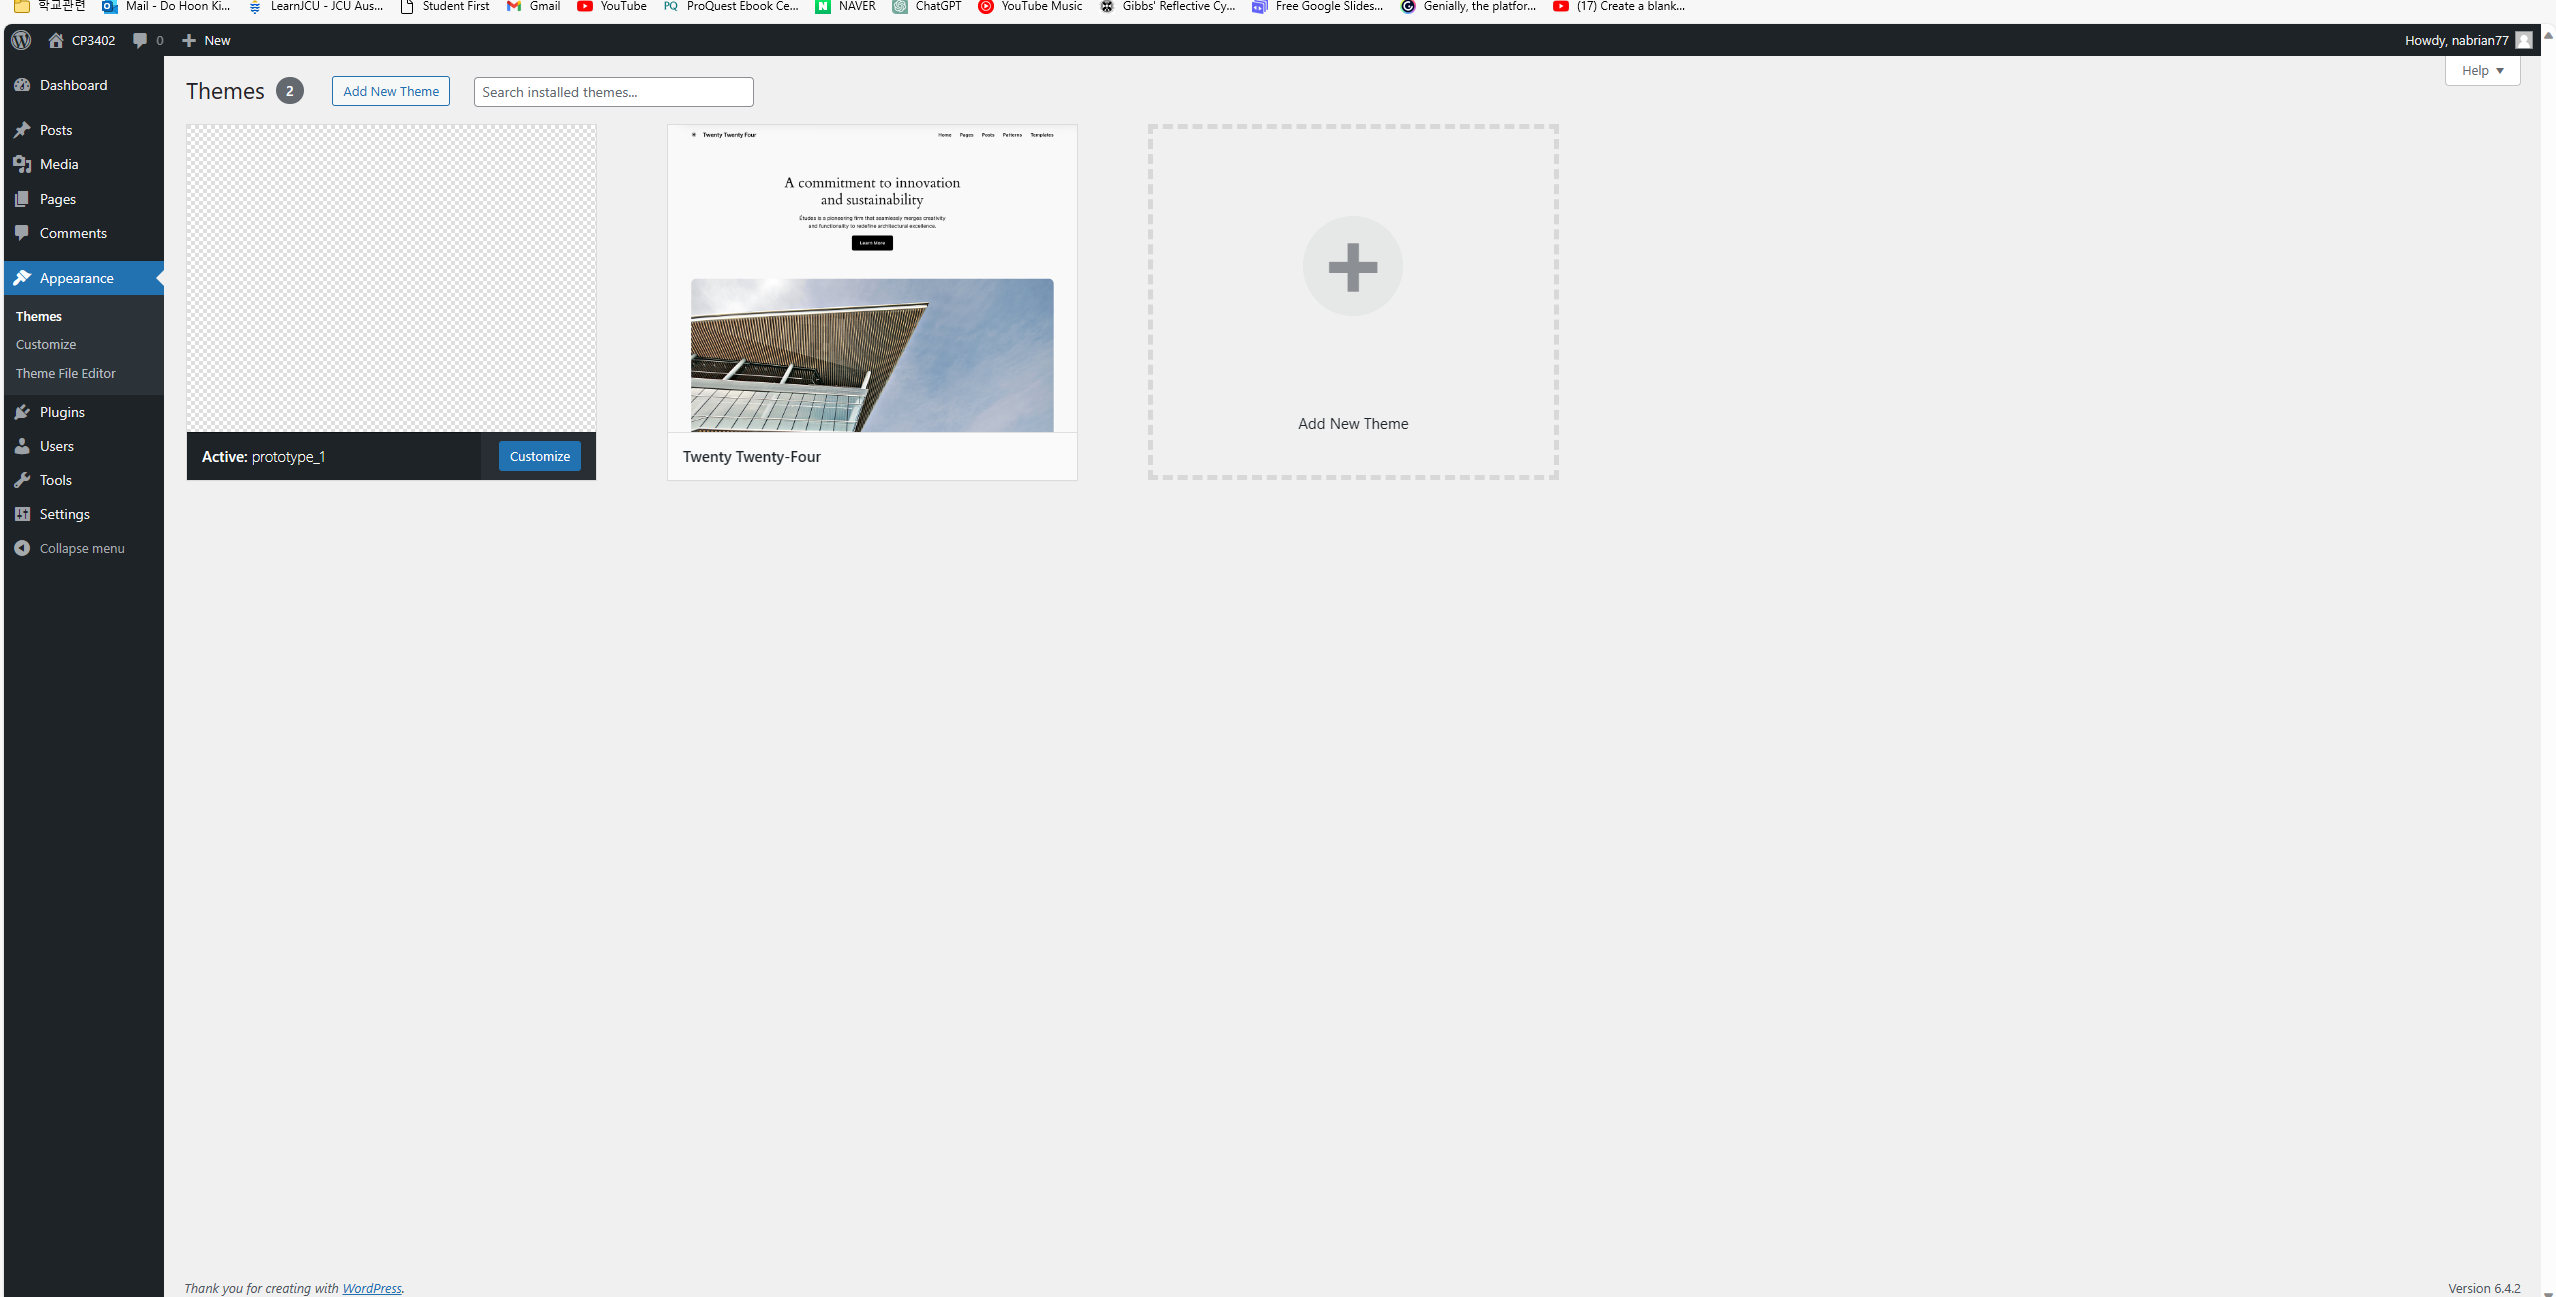 학교관련 Mail - Do Hoon Ki... LearnJCU - JCU Aus... Student First Gmail YouTube PQ ProQuest Ebook Ce... N NAVER ChatGPT YouTube Music Gibbs' Reflective Cy... Free Google Slides... Genially, the platfor... (17) Create a blank...
CP3402 0 New Howdy, nabrian77
Help
Dashboard
Posts
Media
Pages
Comments
Appearance
Themes
Customize
Theme File Editor
Plugins
Users
Tools
Settings
Collapse menu
Themes 2 Add New Theme Search installed themes...
Active: prototype_1 Customize
Twenty Twenty Four Home Pages Posts Patterns Templates
A commitment to innovation
and sustainability
Études is a pioneering firm that seamlessly merges creativity
and functionality to redefine architectural excellence.
Learn More
Twenty Twenty-Four
Add New Theme
Thank you for creating with WordPress. Version 6.4.2